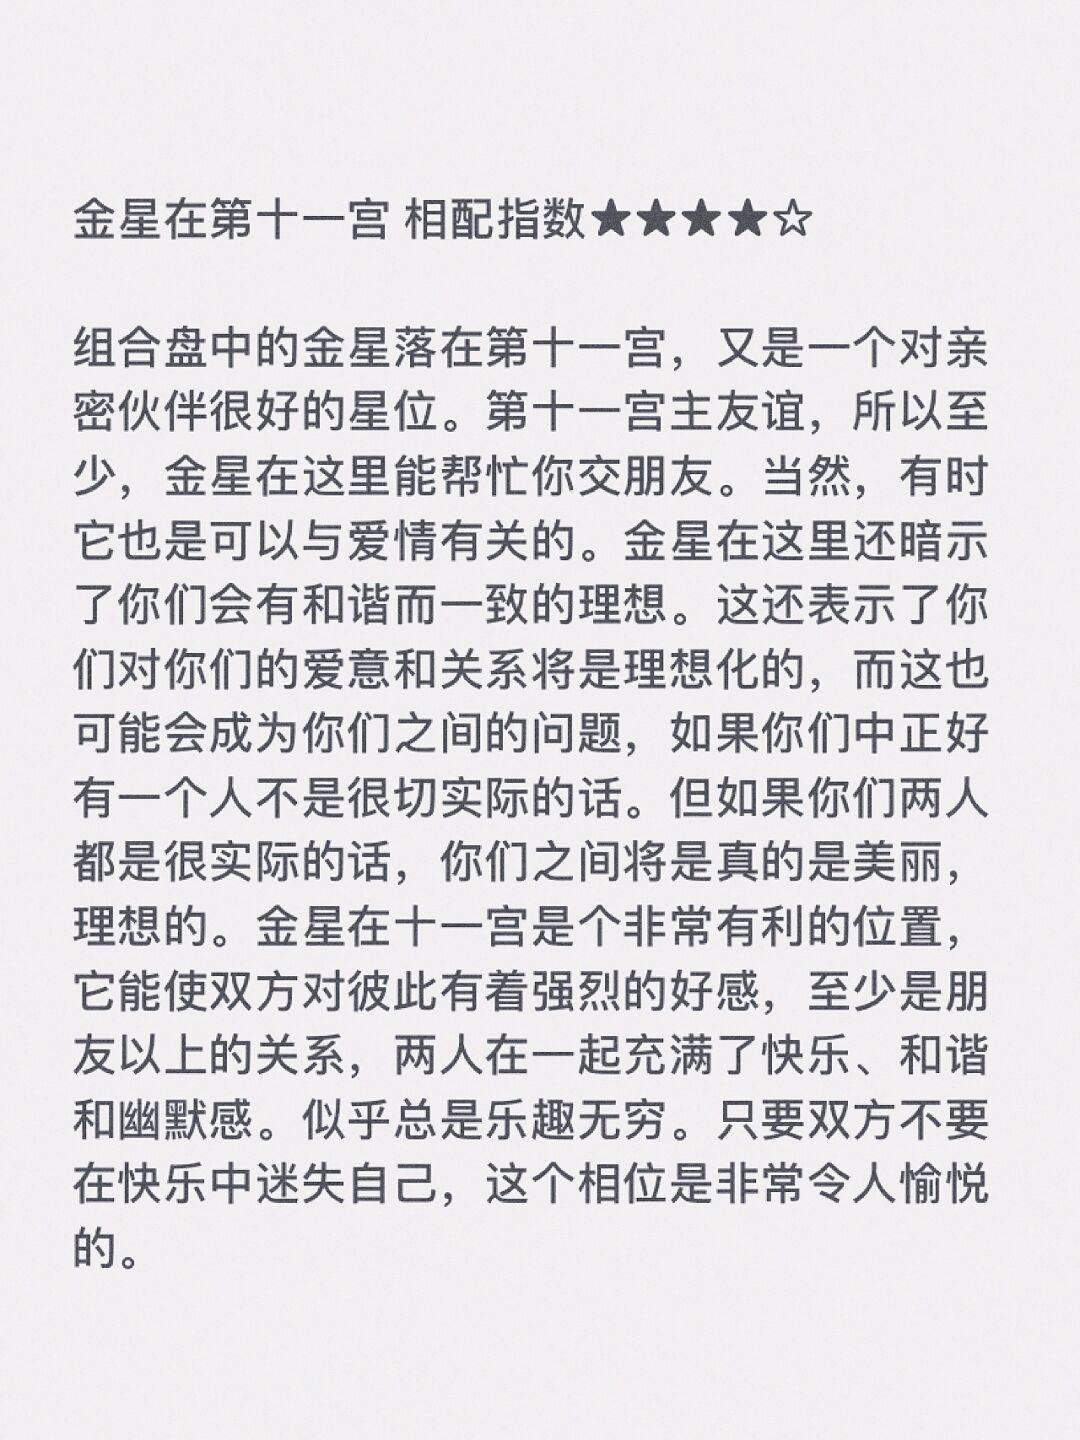 金星在第十一宫 相配指数★★★★☆
组合盘中的金星落在第十一宫，又是一个对亲
密伙伴很好的星位。第十一宫主友谊，所以至
少，金星在这里能帮忙你交朋友。当然，有时
它也是可以与爱情有关的。金星在这里还暗示
了你们会有和谐而一致的理想。这还表示了你
们对你们的爱意和关系将是理想化的，而这也
可能会成为你们之间的问题，如果你们中正好
有一个人不是很切实际的话。但如果你们两人
都是很实际的话，你们之间将是真的是美丽，
理想的。金星在十一宫是个非常有利的位置，
它能使双方对彼此有着强烈的好感，至少是朋
友以上的关系，两人在一起充满了快乐、和谐
和幽默感。似乎总是乐趣无穷。只要双方不要
在快乐中迷失自己，这个相位是非常令人愉悦
的。